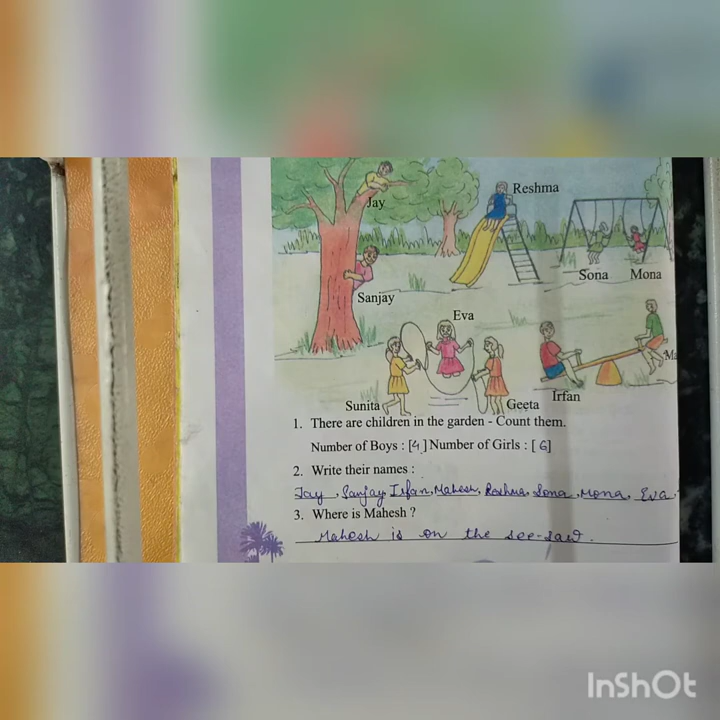 Jay
Reshma
Sanjay
Sona Mona
Eva
Ma
Irfan
Sunita Geeta
1. There are children in the garden - Count them.
Number of Boys : [4] Number of Girls : [6]
2. Write their names :
Jay, Sanjay, Irfan, Mahesh, Reshma, Sona, Mona, Eva
3. Where is Mahesh ?
Mahesh is on the see-saw.
InShOt